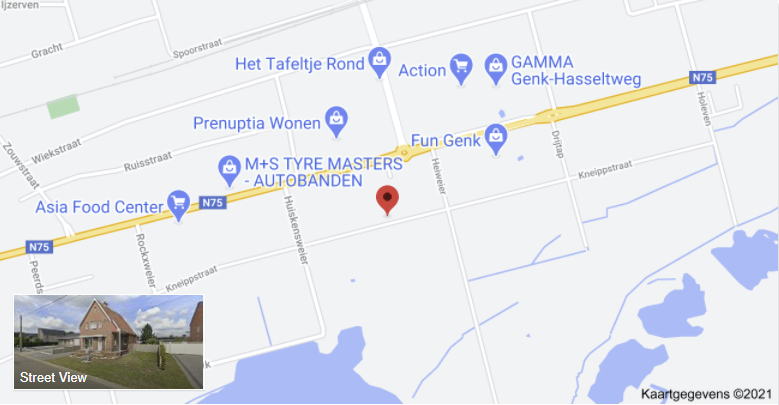 Ijzerven
Gracht
Spoorstraat
Het Tafeltje Rond
Action
GAMMA
Genk-Hasseltweg
N75
Holeven
Prenuptia Wonen
Wiekstraat
Ruisstraat
Fun Genk
Drijtap
Heiweier
Kneippstraat
Zouwstraat
M+S TYRE MASTERS
- AUTOBANDEN
Asia Food Center
N75
Huiskensweier
N75
Rockxweier
Peerds
Kneippstraat
Street View
Kaartgegevens ©2021